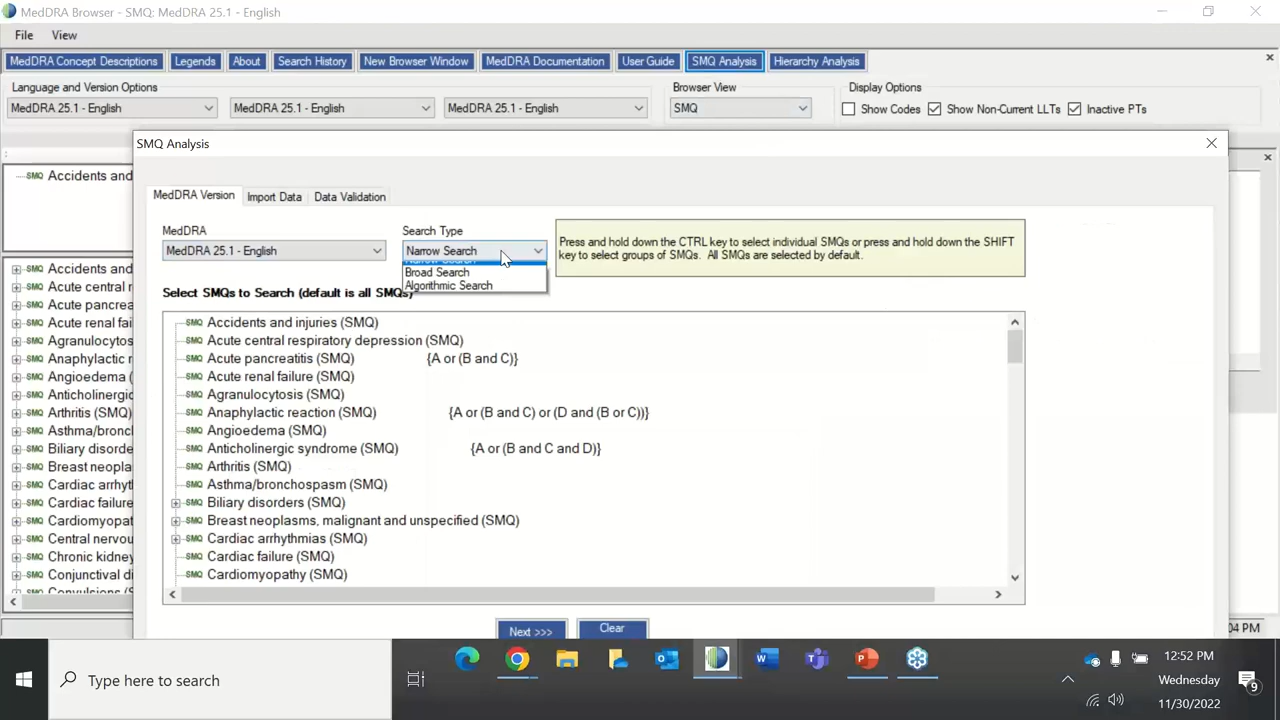 MedDRA Browser - SMQ: MedDRA 25.1 - English
File View
MedDRA Concept Descriptions Legends About Search History New Browser Window MedDRA Documentation User Guide SMQ Analysis Hierarchy Analysis
Language and Version Options Browser View Display Options
MedDRA 25.1 - English MedDRA 25.1 - English MedDRA 25.1 - English SMQ Show Codes Show Non-Current LLTs Inactive PTs
SMQ Accidents and
SMQ Accidents and
SMQ Acute central r
SMQ Acute pancrea
SMQ Acute renal fai
SMQ Agranulocytos
SMQ Anaphylactic r
SMQ Angioedema (
SMQ Anticholinergic
SMQ Arthritis (SMQ)
SMQ Asthma/bronc
SMQ Biliary disorde
SMQ Breast neopla
SMQ Cardiac arrhyt
SMQ Cardiac failure
SMQ Cardiomyopat
SMQ Central nervou
SMQ Chronic kidney
SMQ Conjunctival di
SMQ Convulsions (S
SMQ Analysis
MedDRA Version Import Data Data Validation
MedDRA Search Type
MedDRA 25.1 - English Narrow Search
Narrow Search
Broad Search
Algorithmic Search
Press and hold down the CTRL key to select individual SMQs or press and hold down the SHIFT
key to select groups of SMQs. All SMQs are selected by default.
Select SMQs to Search (default is all SMQs)
SMQ Accidents and injuries (SMQ)
SMQ Acute central respiratory depression (SMQ)
SMQ Acute pancreatitis (SMQ) {A or (B and C)}
SMQ Acute renal failure (SMQ)
SMQ Agranulocytosis (SMQ)
SMQ Anaphylactic reaction (SMQ) {A or (B and C) or (D and (B or C))}
SMQ Angioedema (SMQ)
SMQ Anticholinergic syndrome (SMQ) {A or (B and C and D)}
SMQ Arthritis (SMQ)
SMQ Asthma/bronchospasm (SMQ)
SMQ Biliary disorders (SMQ)
SMQ Breast neoplasms, malignant and unspecified (SMQ)
SMQ Cardiac arrhythmias (SMQ)
SMQ Cardiac failure (SMQ)
SMQ Cardiomyopathy (SMQ)
Next >>> Clear
04 PM
Type here to search
12:52 PM
Wednesday
11/30/2022
9